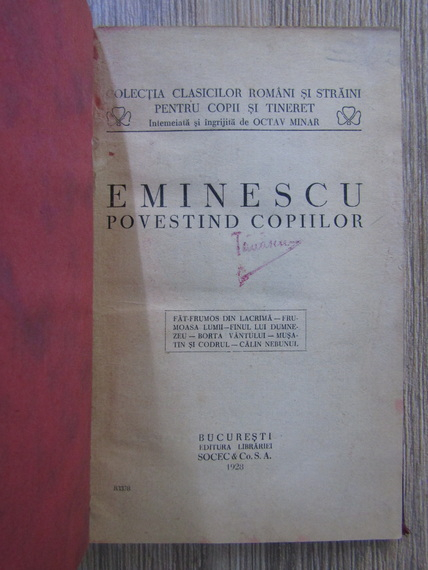 COLECȚIA CLASICILOR ROMÂNI ȘI STRĂINI
PENTRU COPII ȘI TINERET
Întemeiată și îngrijită de OCTAV MINAR
EMINESCU
POVESTIND COPIILOR
FĂT-FRUMOS DIN LACRIMĂ — FRU-
MOASA LUMII — FINUL LUI DUMNE-
ZEU — BORTA VÂNTULUI — MUȘA-
TIN ȘI CODRUL — CĂLIN NEBUNUL
BUCUREȘTI
EDITURA LIBRĂRIEI
SOCEC & Co. S. A.
1928